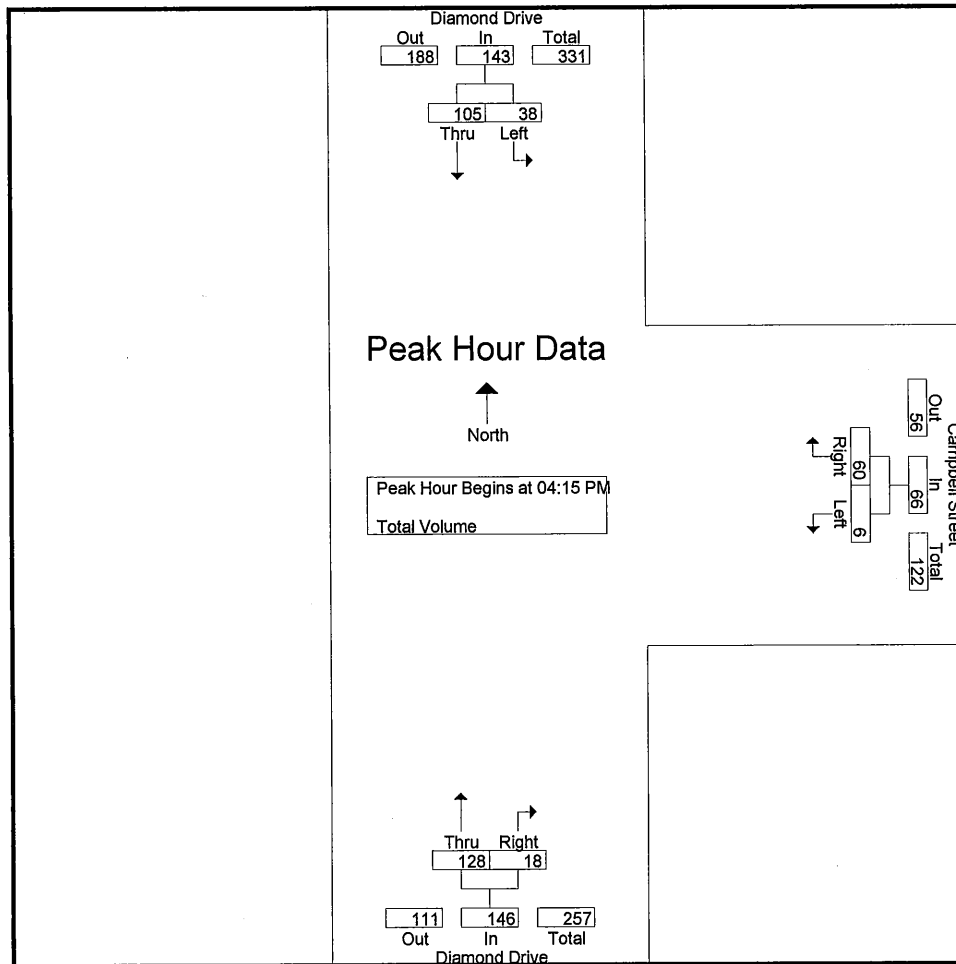 Diamond Drive
Out In Total
188 143 331
105 38
Thru Left
Peak Hour Data
North
Peak Hour Begins at 04:15 PM
Total Volume
Campbell Street
Out In Total
56 66 122
Right Left
60 6
Thru Right
128 18
111 146 257
Out In Total
Diamond Drive